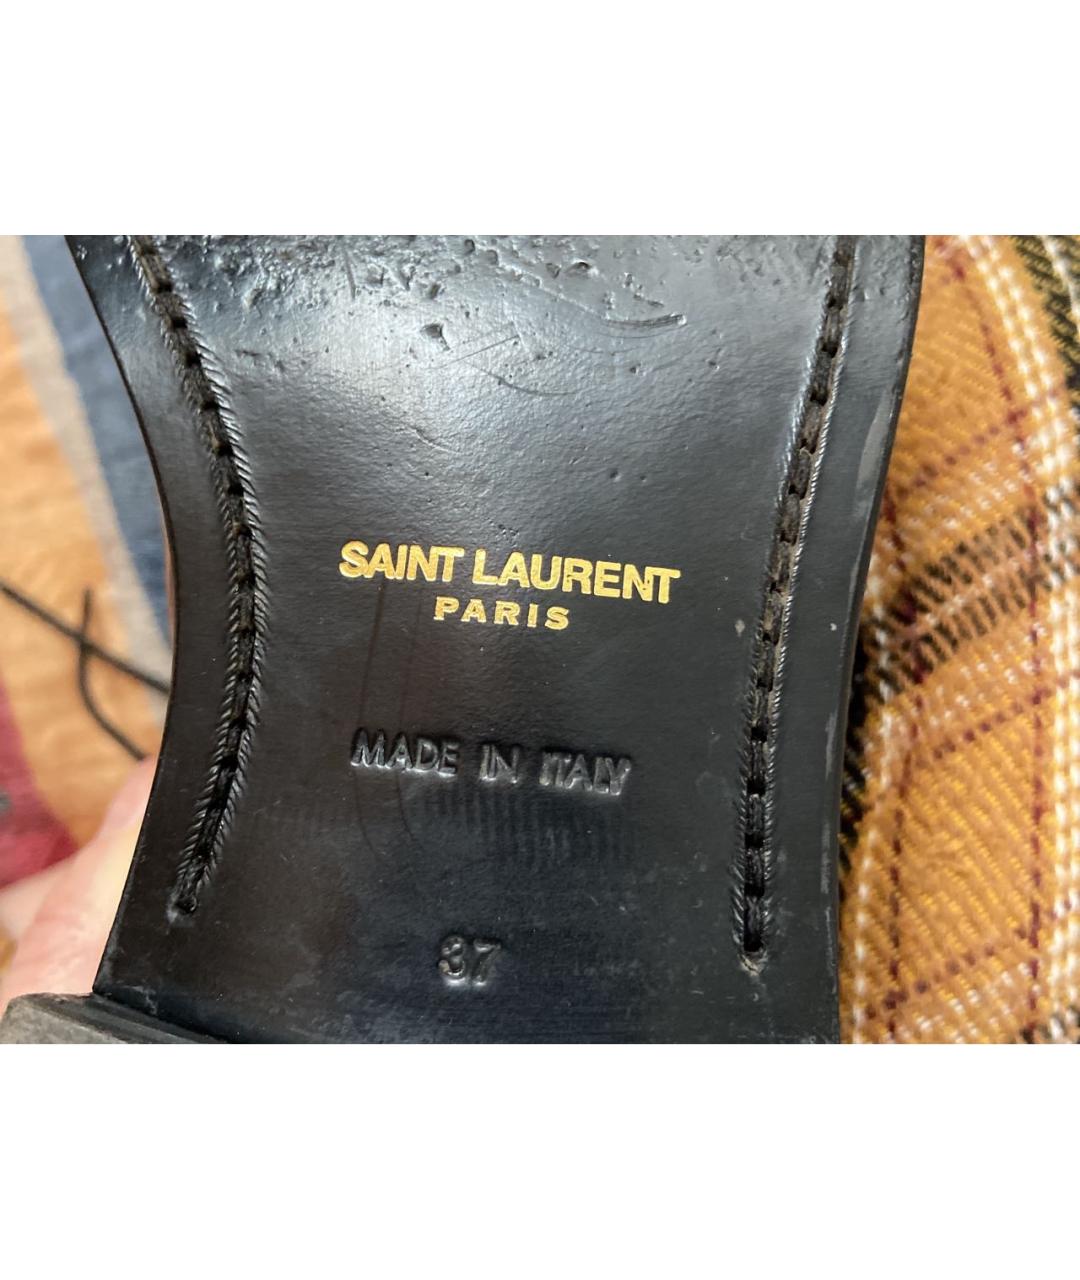 SAINT LAURENT
PARIS
MADE IN ITALY
37